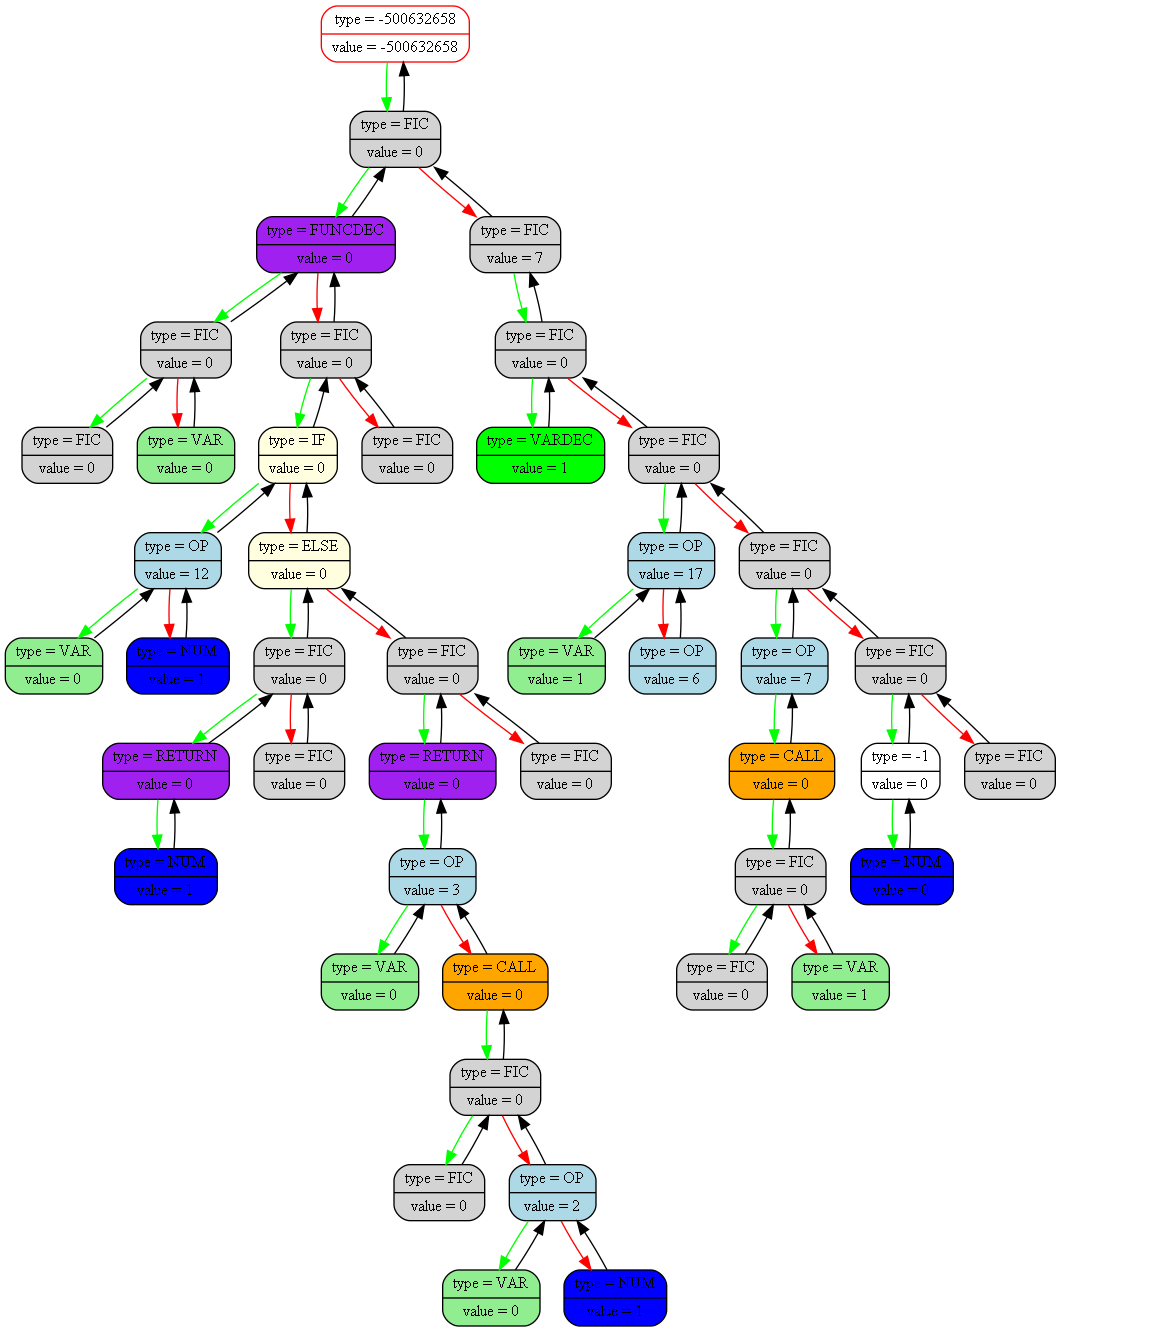 type = -500632658
value = -500632658
type = FIC
value = 0
type = FUNCDEC
value = 0
type = FIC
value = 7
type = FIC
value = 0
type = FIC
value = 0
type = FIC
value = 0
type = FIC
value = 0
type = VAR
value = 0
type = IF
value = 0
type = FIC
value = 0
type = VARDEC
value = 1
type = FIC
value = 0
type = OP
value = 12
type = ELSE
value = 0
type = OP
value = 17
type = FIC
value = 0
type = VAR
value = 0
type = NUM
value = 1
type = FIC
value = 0
type = FIC
value = 0
type = VAR
value = 1
type = OP
value = 6
type = OP
value = 7
type = FIC
value = 0
type = RETURN
value = 0
type = FIC
value = 0
type = RETURN
value = 0
type = FIC
value = 0
type = CALL
value = 0
type = -1
value = 0
type = FIC
value = 0
type = NUM
value = 1
type = OP
value = 3
type = FIC
value = 0
type = NUM
value = 0
type = VAR
value = 0
type = CALL
value = 0
type = FIC
value = 0
type = VAR
value = 1
type = FIC
value = 0
type = FIC
value = 0
type = OP
value = 2
type = VAR
value = 0
type = NUM
value = 1